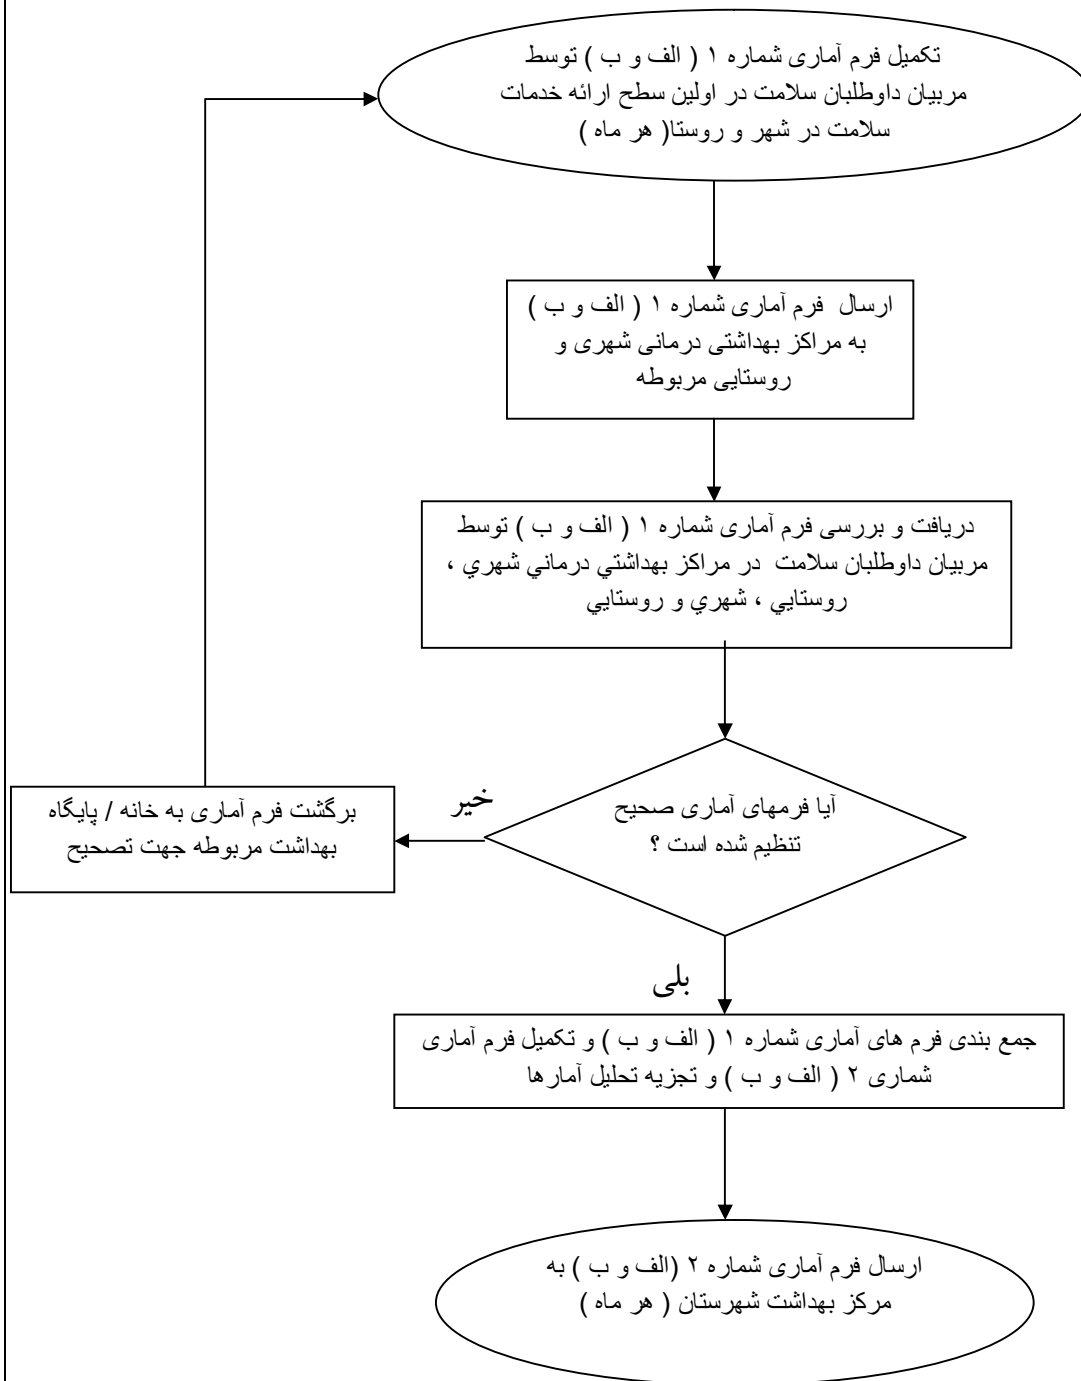 تکمیل فرم آماری شماره ۱ ( الف و ب ) توسط
مربیان داوطلبان سلامت در اولین سطح ارائه خدمات
سلامت در شهر و روستا( هر ماه )
ارسال  فرم آماری شماره ۱ ( الف و ب )
به مراکز بهداشتی درمانی شهری و
روستایی مربوطه
دریافت و بررسی فرم آماری شماره ۱ ( الف و ب ) توسط
مربیان داوطلبان سلامت  در مراكز بهداشتي درماني شهري ،
روستايي ، شهري و روستايي
آیا فرمهای آماری صحیح
تنظیم شده است ؟
خیر
برگشت فرم آماری به خانه / پایگاه
بهداشت مربوطه جهت تصحیح
بلی
جمع بندی فرم های آماری شماره ۱ ( الف و ب ) و تکمیل فرم آماری
شماری ۲ ( الف و ب ) و تجزیه تحلیل آمارها
ارسال فرم آماری شماره ۲ (الف و ب ) به
مرکز بهداشت شهرستان ( هر ماه )